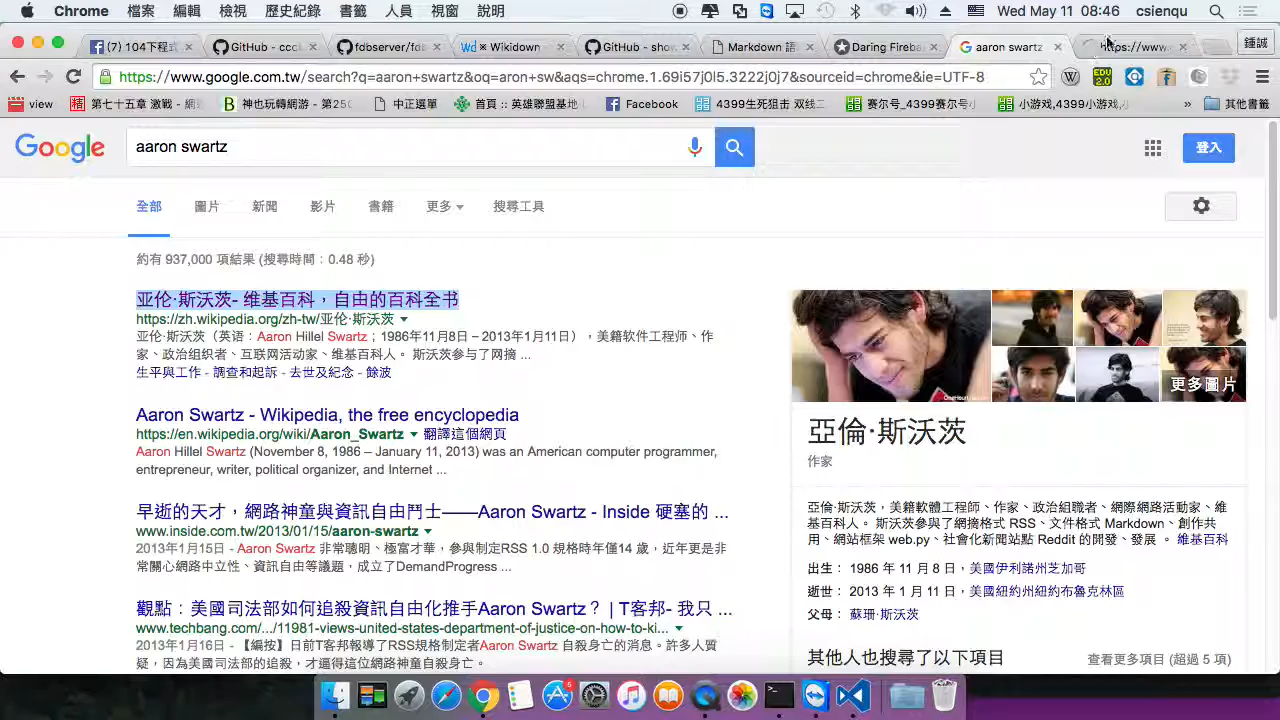 Chrome 檔案 編輯 檢視 歷史紀錄 書籤 人員 視窗 說明 Wed May 11 08:46 csienqu
(7) 104下程式 GitHub - cccl fdbserver/fa Wd × Wikidown GitHub - show Markdown 語 Daring Fireba aaron swartz https://www. 鍾誠
https://www.google.com.tw/search?q=aaron+swartz&oq=aron+sw&aqs=chrome.1.69i57j0l5.3222j0j7&sourceid=chrome&ie=UTF-8 W EDU 2.0
view 第七十五章 激戰 - 網 神也玩轉網游 - 第250 中正選單 首頁 : 英雄聯盟基地 Facebook 4399生死狙击 双线二 赛尔号_4399赛尔号 小游戏,4399小游戏,小 » 其他書籤
Google aaron swartz 登入
全部 圖片 新聞 影片 書籍 更多 搜尋工具
約有 937,000 項結果 (搜尋時間：0.48 秒)
亚伦·斯沃茨- 维基百科，自由的百科全书
https://zh.wikipedia.org/zh-tw/亚伦·斯沃茨
亚伦·斯沃茨（英语：Aaron Hillel Swartz；1986年11月8日－2013年1月11日），美籍软件工程师、作
家、政治组织者、互联网活动家、维基百科人。 斯沃茨参与了网摘 ...
生平與工作 - 調查和起訴 - 去世及紀念 - 餘波
Aaron Swartz - Wikipedia, the free encyclopedia
https://en.wikipedia.org/wiki/Aaron_Swartz 翻譯這個網頁
Aaron Hillel Swartz (November 8, 1986 – January 11, 2013) was an American computer programmer,
entrepreneur, writer, political organizer, and Internet ...
早逝的天才，網路神童與資訊自由鬥士——Aaron Swartz - Inside 硬塞的 ...
www.inside.com.tw/2013/01/15/aaron-swartz
2013年1月15日 - Aaron Swartz 非常聰明、極富才華，參與制定RSS 1.0 規格時年僅14 歲，近年更是非
常關心網路中立性、資訊自由等議題，成立了DemandProgress ...
觀點：美國司法部如何追殺資訊自由化推手Aaron Swartz？ | T客邦- 我只 ...
www.techbang.com/.../11981-views-united-states-department-of-justice-on-how-to-ki...
2013年1月16日 - 【編按】日前T客邦報導了RSS規格制定者Aaron Swartz 自殺身亡的消息。許多人質
疑，因為美國司法部的追殺，才逼得這位網路神童自殺身亡。
更多圖片
亞倫·斯沃茨
作家
亞倫·斯沃茨，美籍軟體工程師、作家、政治組職者、網際網路活動家、維
基百科人。 斯沃茨參與了網摘格式 RSS、文件格式 Markdown、創作共
用、網站框架 web.py、社會化新聞站點 Reddit 的開發、發展 。 維基百科
出生： 1986 年 11 月 8 日，美國伊利諾州芝加哥
逝世： 2013 年 1 月 11 日，美國紐約州紐約布魯克林區
父母： 蘇珊·斯沃茨
其他人也搜尋了以下項目 查看更多項目 (超過 5 項)
5